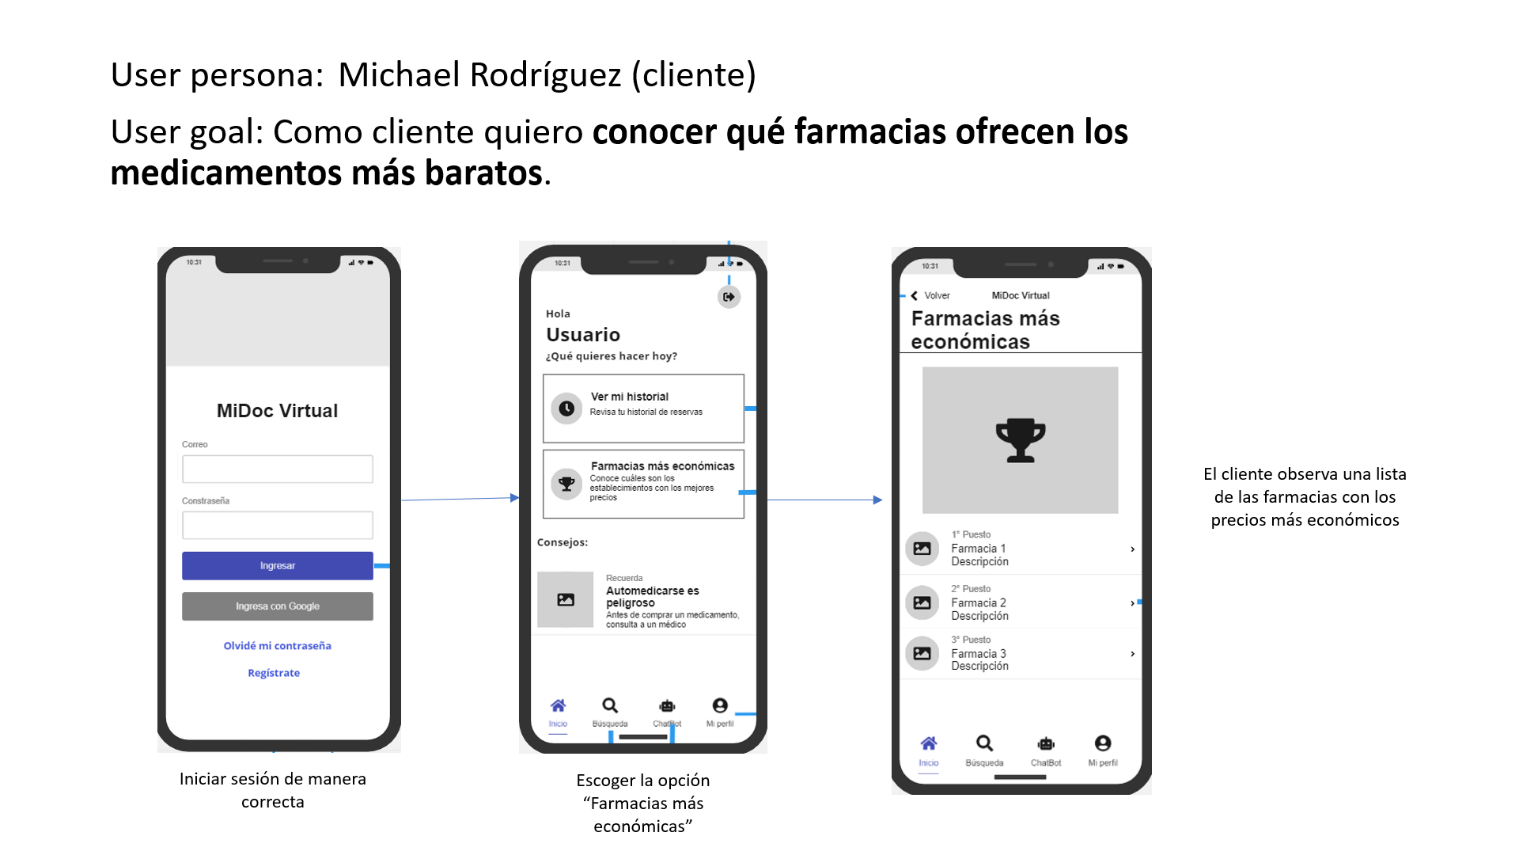 User persona: Michael Rodríguez (cliente)
User goal: Como cliente quiero conocer qué farmacias ofrecen los
medicamentos más baratos.
10:31
MiDoc Virtual
Correo
Constraseña
Ingresar
Ingresa con Google
Olvidé mi contraseña
Regístrate
Iniciar sesión de manera
correcta
10:31
Hola
Usuario
¿Qué quieres hacer hoy?
Ver mi historial
Revisa tu historial de reservas
Farmacias más económicas
Conoce cuáles son los
establecimientos con los mejores
precios
Consejos:
Recuerda
Automedicarse es
peligroso
Antes de comprar un medicamento,
consulta a un médico
Inicio Búsqueda ChatBot Mi perfil
Escoger la opción
“Farmacias más
económicas”
10:31
Volver MiDoc Virtual
Farmacias más
económicas
1° Puesto
Farmacia 1
Descripción
2° Puesto
Farmacia 2
Descripción
3° Puesto
Farmacia 3
Descripción
Inicio Búsqueda ChatBot Mi perfil
El cliente observa una lista
de las farmacias con los
precios más económicos